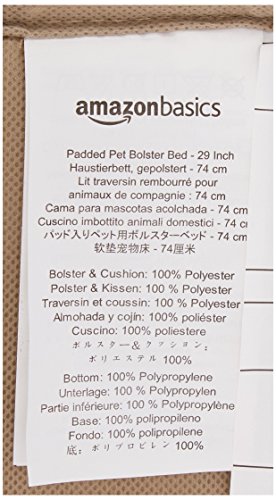 amazonbasics
Padded Pet Bolster Bed - 29 Inch
Haustierbett, gepolstert - 74 cm
Lit traversin rembourré pour
animaux de compagnie : 74 cm
Cama para mascotas acolchada - 74 cm
Cuscino imbottito animali domestici - 74 cm
パッド入りペット用ボルスターベッド - 74 cm
软垫宠物床 - 74厘米
Bolster & Cushion: 100% Polyester
Polster & Kissen: 100% Polyester
Traversin et coussin: 100% Polyester
Almohada y cojín: 100% poliéster
Cuscino: 100% poliestere
ボルスター&クッション:
ポリエステル 100%
Bottom: 100% Polypropylene
Unterlage: 100% Polypropylen
Partie inférieure: 100% Polypropylène
Base: 100% polipropileno
Fondo: 100% polipropilene
底: ポリプロピレン 100%